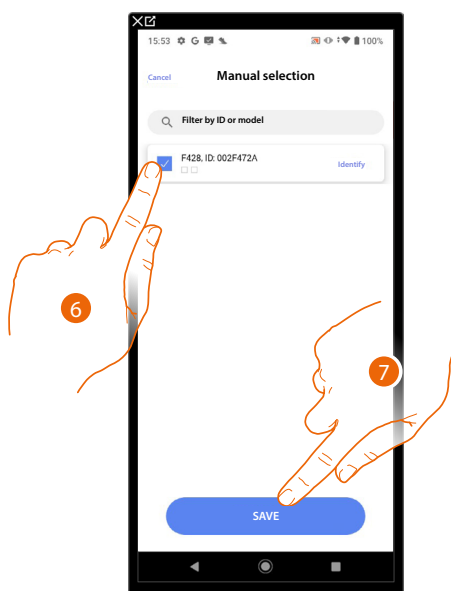 15:53 G 100%
Cancel Manual selection
Filter by ID or model
F428, ID: 002F472A
Identify
6
7
SAVE